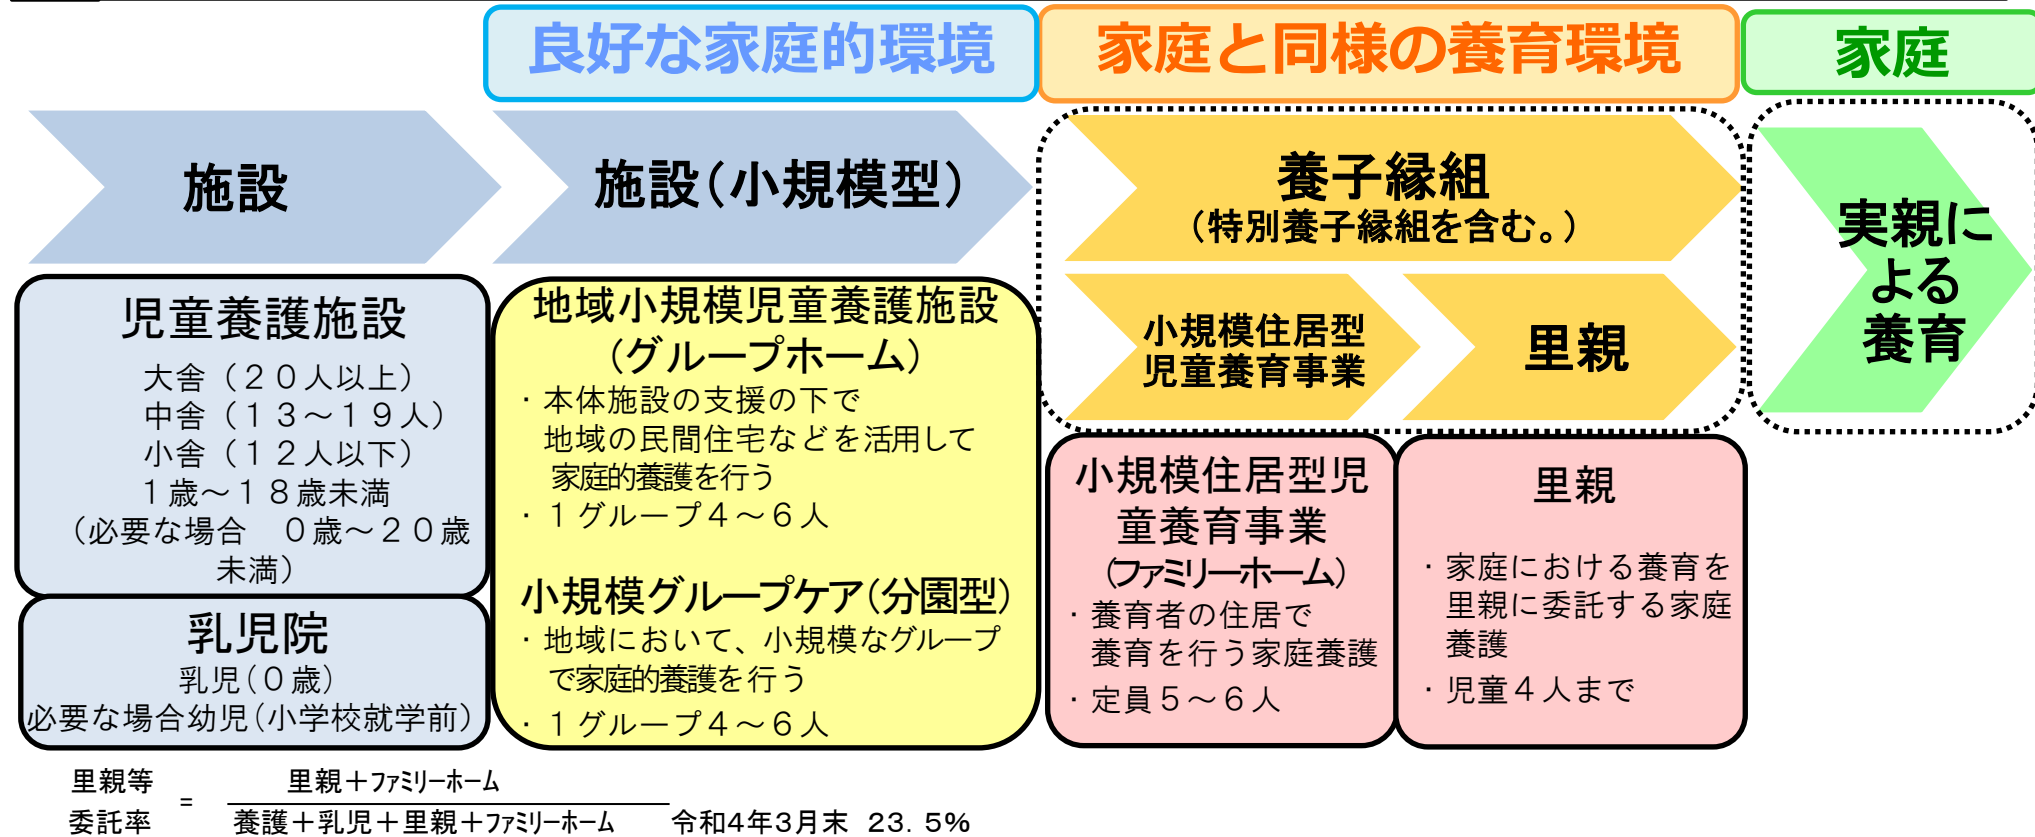 良好な家庭的環境
家庭と同様の養育環境
家庭
施設
施設(小規模型)
養子縁組
(特別養子縁組を含む。)
小規模住居型
児童養育事業
里親
実親に
よる
養育
児童養護施設
大舎(20人以上)
中舎(13~19人)
小舎(12人以下)
1歳~18歳未満
(必要な場合 0歳~20歳
未満)
乳児院
乳児(0歳)
必要な場合幼児(小学校就学前)
地域小規模児童養護施設
(グループホーム)
・本体施設の支援の下で
地域の民間住宅などを活用して
家庭的養護を行う
・1グループ4~6人
小規模グループケア(分園型)
・地域において、小規模なグループ
で家庭的養護を行う
・1グループ4~6人
小規模住居型児
童養育事業
(ファミリーホーム)
・養育者の住居で
養育を行う家庭養護
・定員5~6人
里親
・家庭における養育を
里親に委託する家庭
養護
・児童4人まで
里親等
委託率
=
里親+ファミリーホーム
養護+乳児+里親+ファミリーホーム
令和4年3月末 23.5%